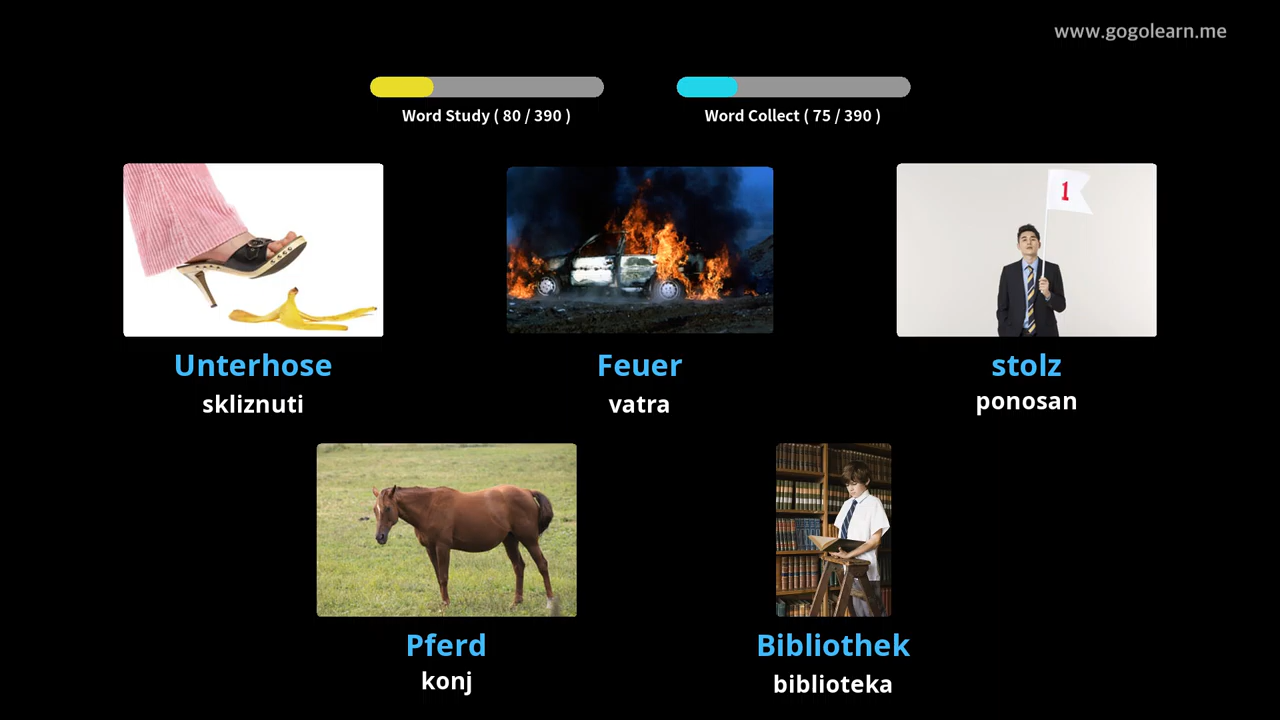 www.gogolearn.me
Word Study ( 80 / 390 )
Word Collect ( 75 / 390 )
1
Unterhose
skliznuti
Feuer
vatra
stolz
ponosan
Pferd
konj
Bibliothek
biblioteka